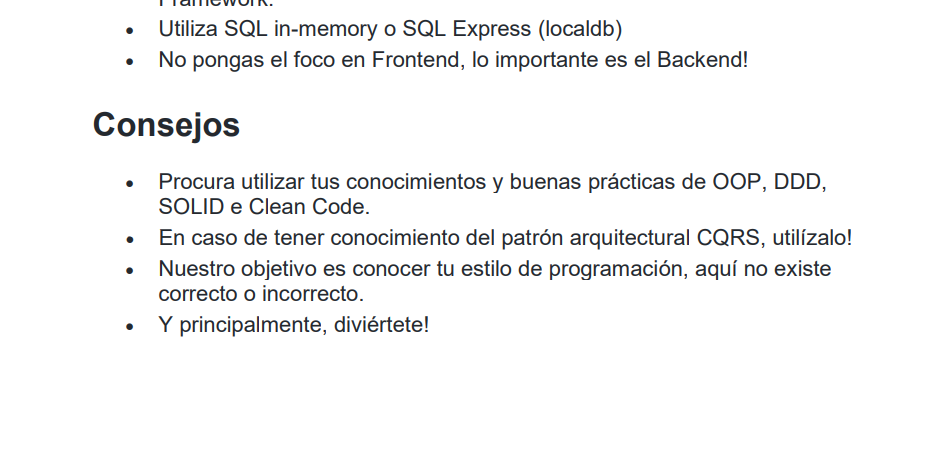 Framework.
• Utiliza SQL in-memory o SQL Express (localdb)
• No pongas el foco en Frontend, lo importante es el Backend!
Consejos
• Procura utilizar tus conocimientos y buenas prácticas de OOP, DDD,
SOLID e Clean Code.
• En caso de tener conocimiento del patrón arquitectural CQRS, utilízalo!
• Nuestro objetivo es conocer tu estilo de programación, aquí no existe
correcto o incorrecto.
• Y principalmente, diviértete!